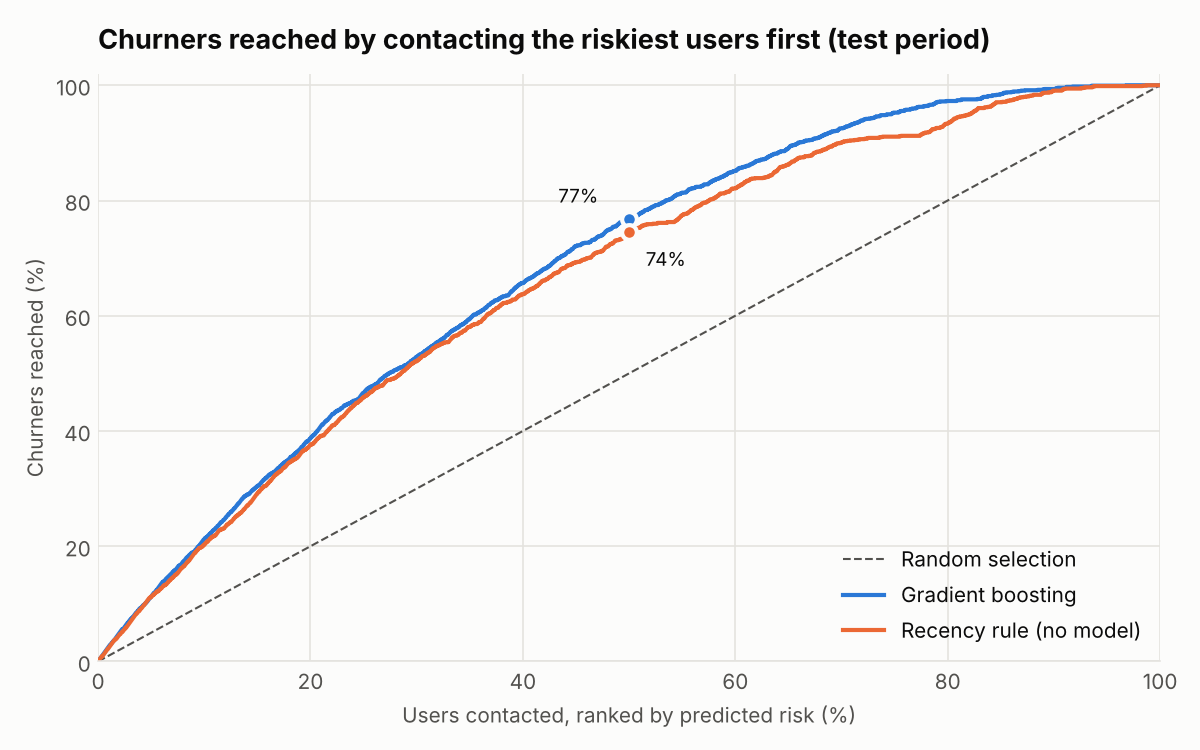 Churners reached by contacting the riskiest users first (test period)
Churners reached (%)
100
80
60
40
20
0
77%
74%
Random selection
Gradient boosting
Recency rule (no model)
0 20 40 60 80 100
Users contacted, ranked by predicted risk (%)